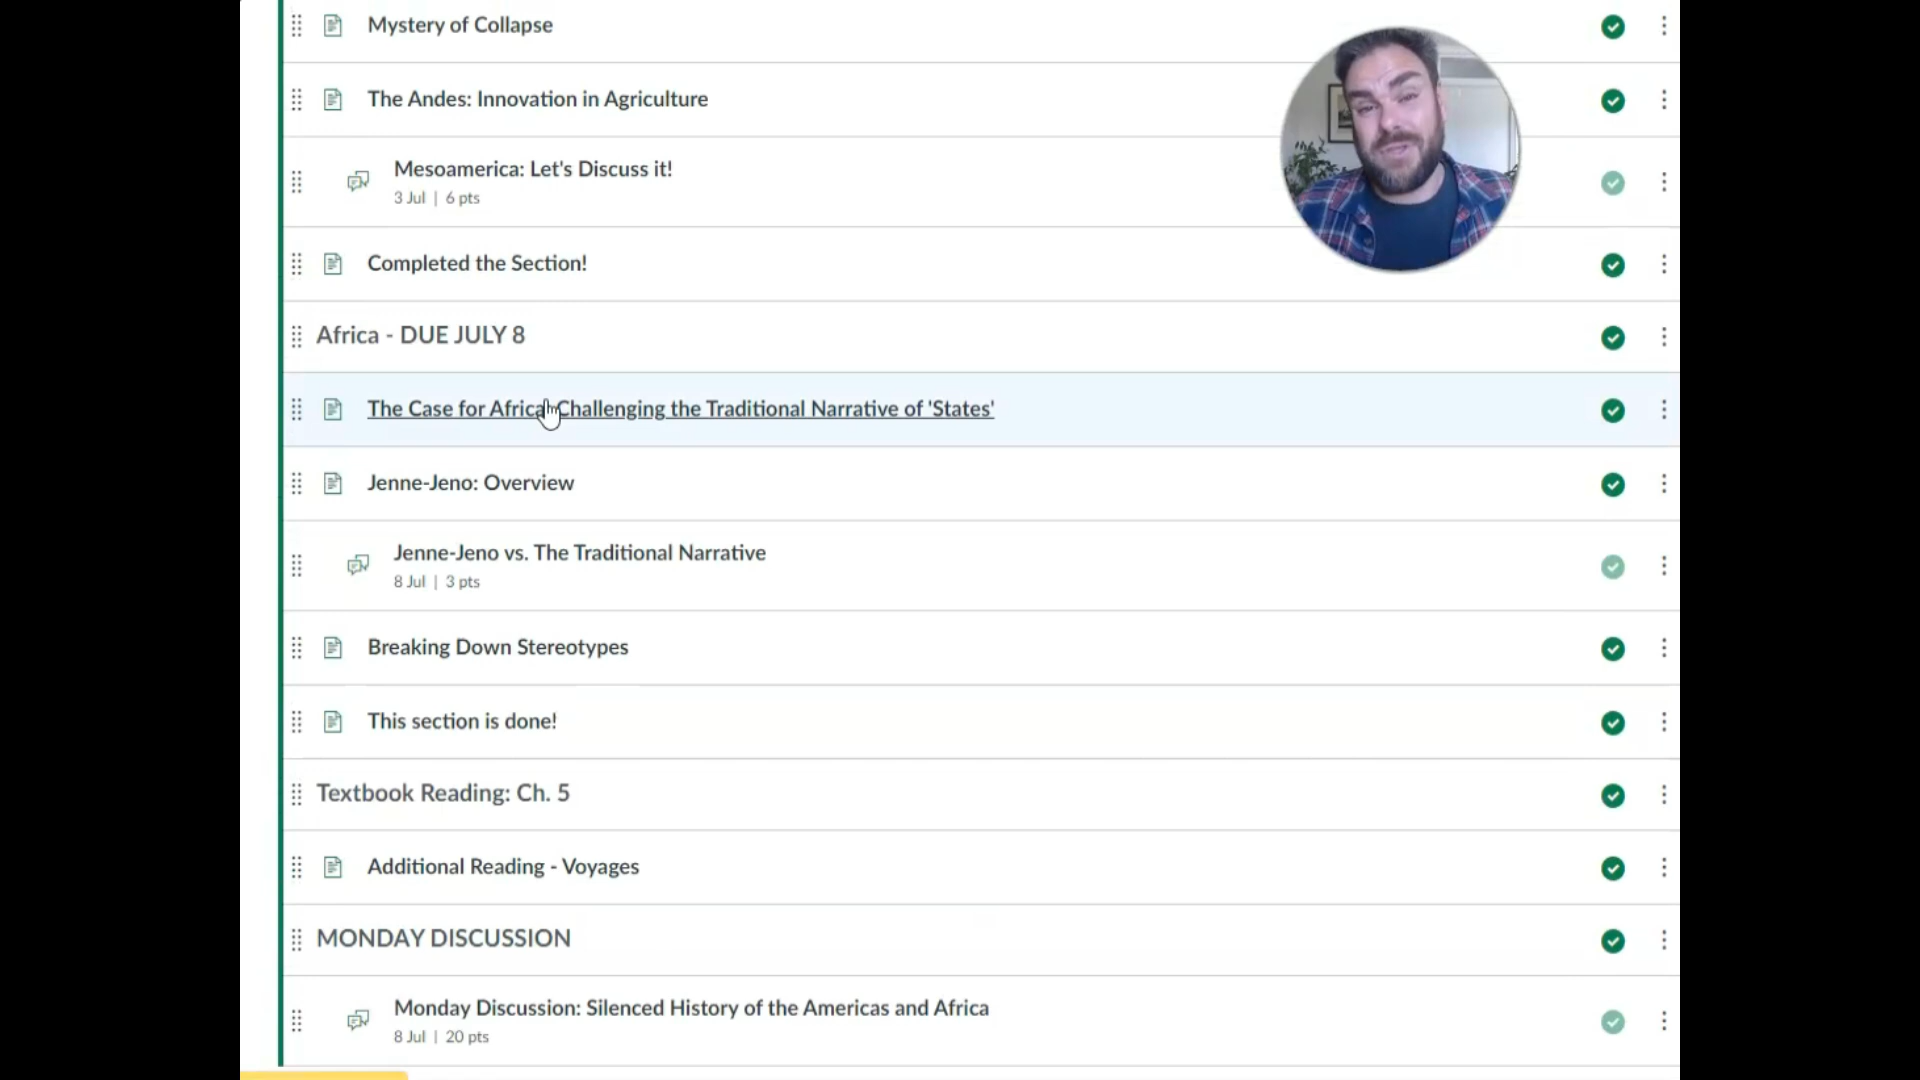 Mystery of Collapse
The Andes: Innovation in Agriculture
Mesoamerica: Let's Discuss it!
3 Jul | 6 pts
Completed the Section!
Africa - DUE JULY 8
The Case for Africa: Challenging the Traditional Narrative of 'States'
Jenne-Jeno: Overview
Jenne-Jeno vs. The Traditional Narrative
8 Jul | 3 pts
Breaking Down Stereotypes
This section is done!
Textbook Reading: Ch. 5
Additional Reading - Voyages
MONDAY DISCUSSION
Monday Discussion: Silenced History of the Americas and Africa
8 Jul | 20 pts